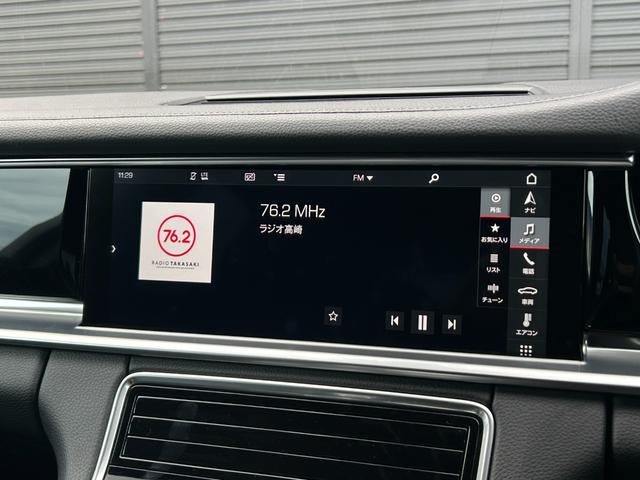 11:29
LTE
FM
76.2 MHz
ラジオ高崎
76.2
RADIO TAKASAKI
再生
お気に入り
リスト
チューン
ナビ
メディア
電話
車両
エアコン